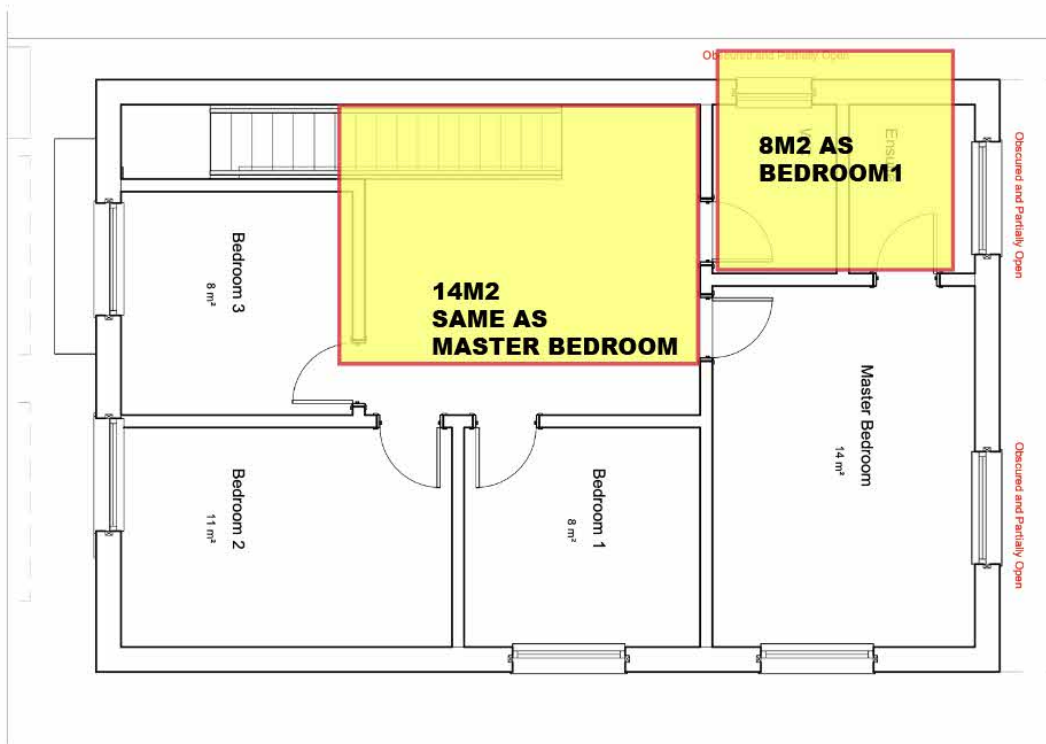 Obscured and Partially Open
8M2 AS
BEDROOM1
Obscured and Partially Open
Bedroom 3
8 m²
14M2
SAME AS
MASTER BEDROOM
Master Bedroom
14 m²
Bedroom 2
11 m²
Bedroom 1
8 m²
Obscured and Partially Open